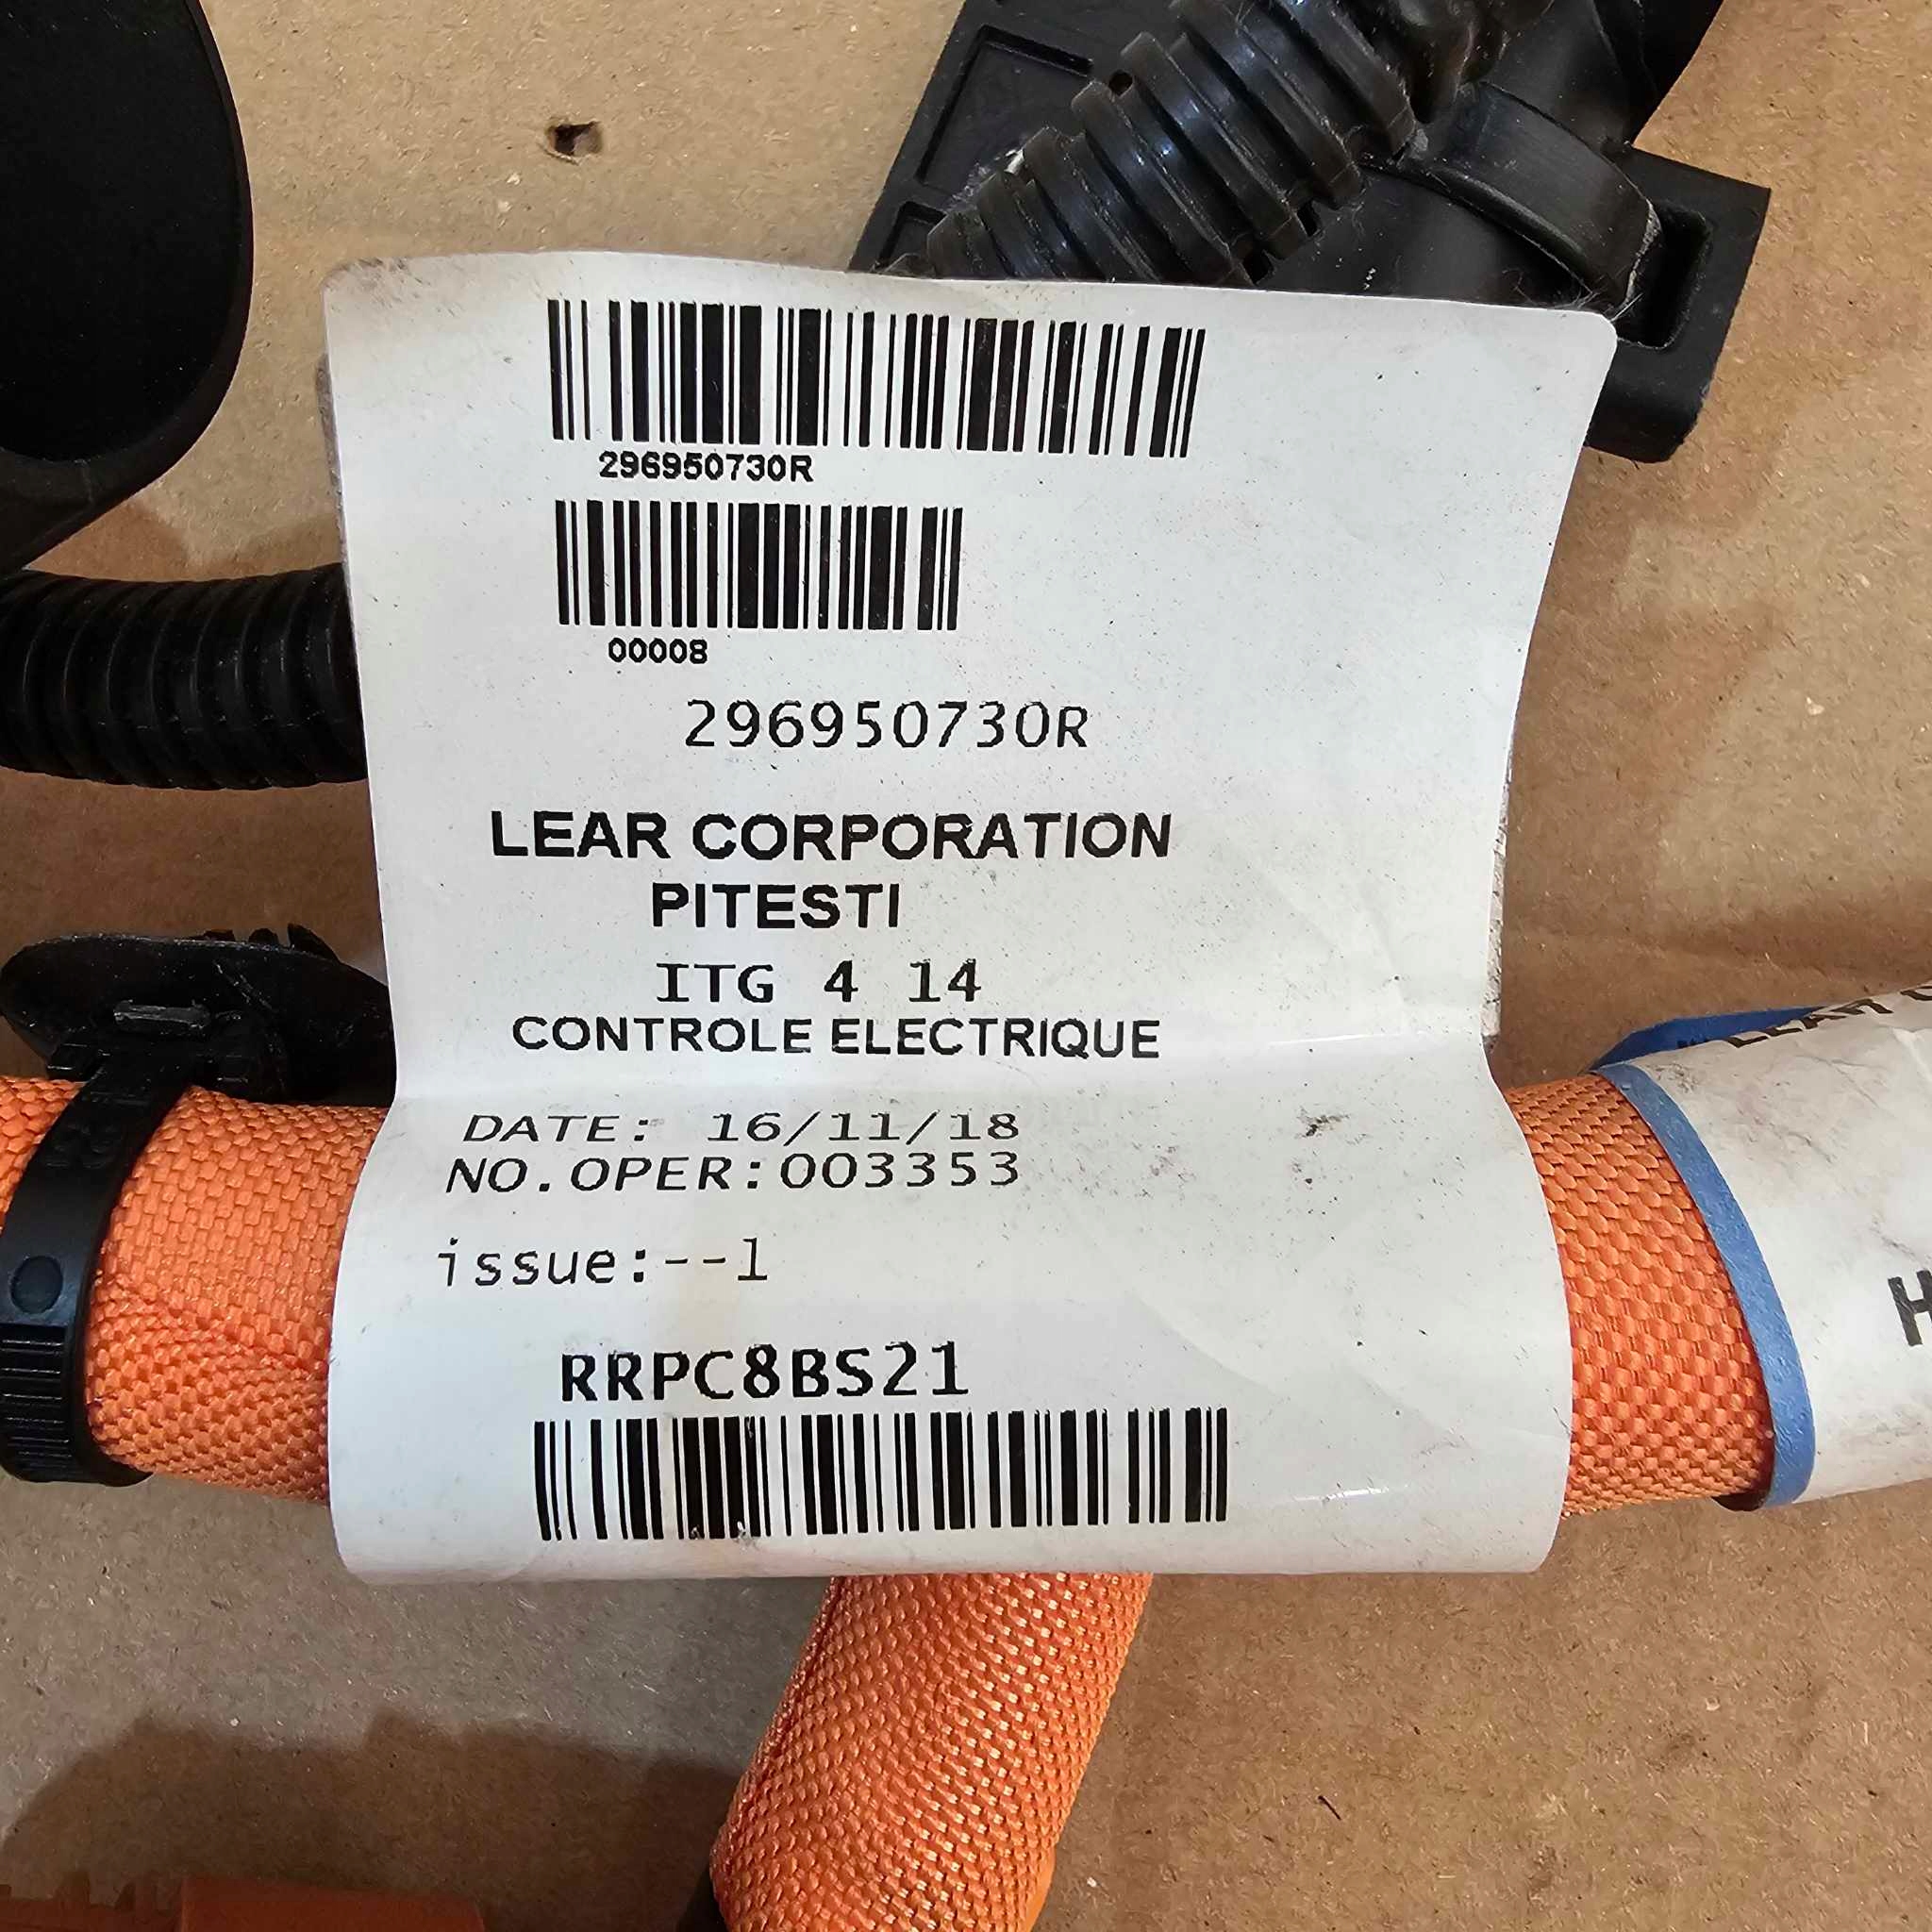 296950730R
00008
296950730R
LEAR CORPORATION
PITESTI
ITG 4 14
CONTROLE ELECTRIQUE
DATE: 16/11/18
NO.OPER:003353
issue:--1
RRPC8BS21
LEAR
H